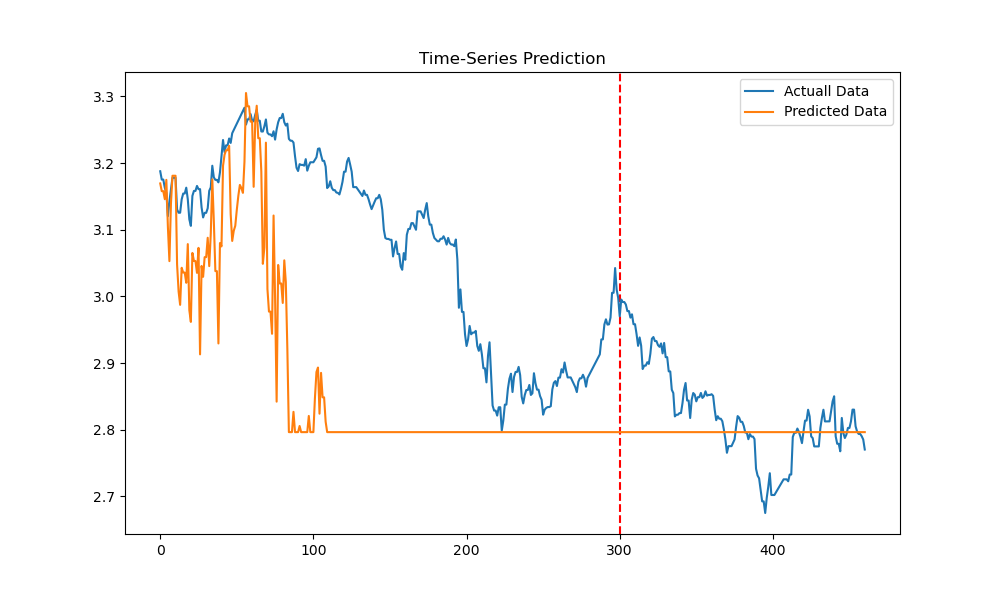 Time-Series Prediction
Actuall Data
Predicted Data
3.3
3.2
3.1
3.0
2.9
2.8
2.7
0 100 200 300 400